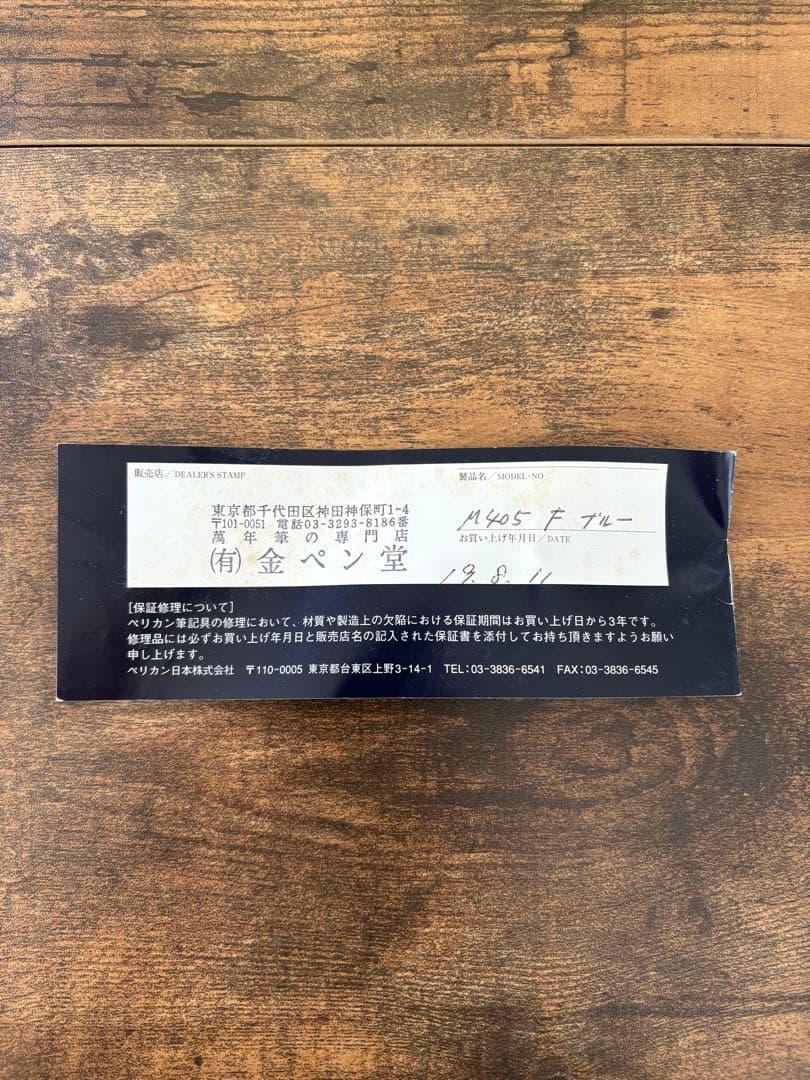 販売店/DEALER'S STAMP
東京都千代田区神田神保町1-4
〒101-0051 電話03-3293-8186番
萬年筆の専門店
(有)金ペン堂
製品名/MODEL-NO
M405 F ブルー
お買い上げ年月日/DATE
19.8.11
[保証修理について]
ペリカン筆記具の修理において、材質や製造上の欠陥における保証期間はお買い上げ日から3年です。
修理品には必ずお買い上げ年月日と販売店名の記入された保証書を添付してお持ち頂きますようお願い
申し上げます。
ペリカン日本株式会社 〒110-0005 東京都台東区上野3-14-1 TEL:03-3836-6541 FAX:03-3836-6545